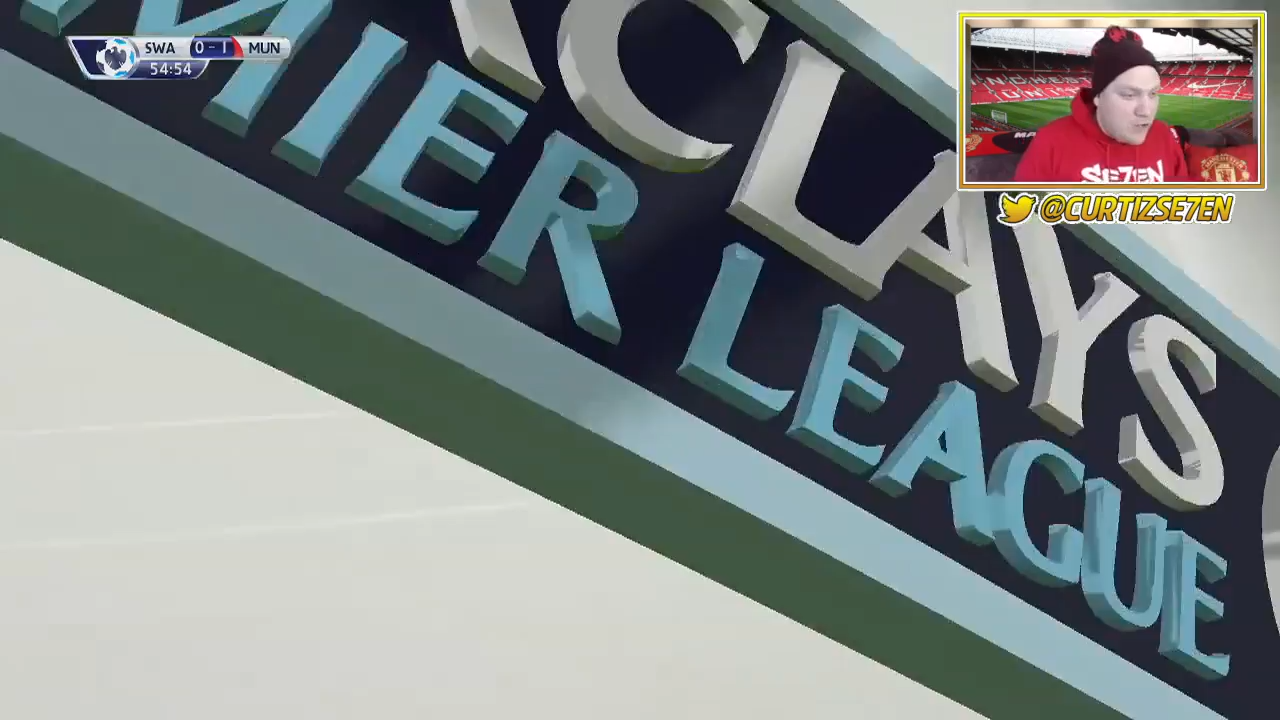 SWA 0 - 1 MUN
54:54
CLAYS
MIER LEAGUE
SE7EN
@CURTIZSE7EN